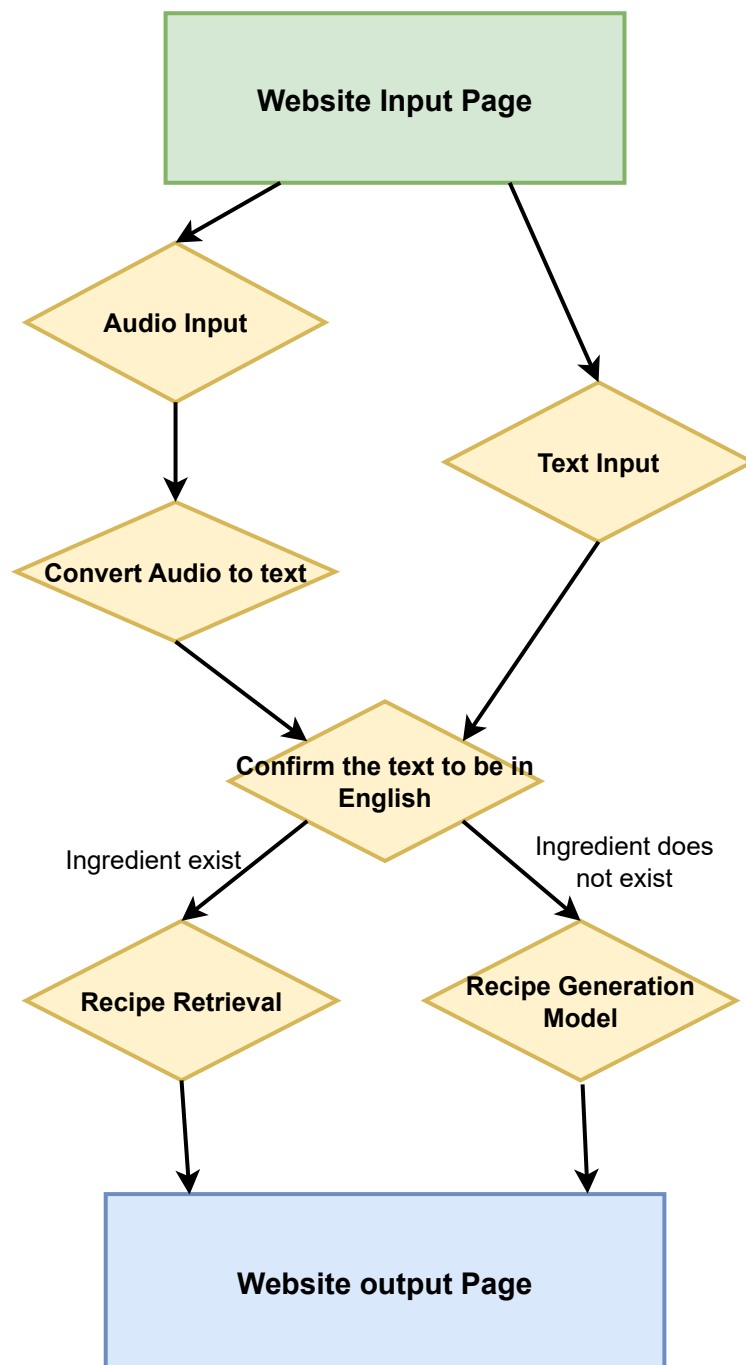 Website Input Page
Audio Input
Text Input
Convert Audio to text
Confirm the text to be in
English
Ingredient exist
Ingredient does
not exist
Recipe Retrieval
Recipe Generation
Model
Website output Page